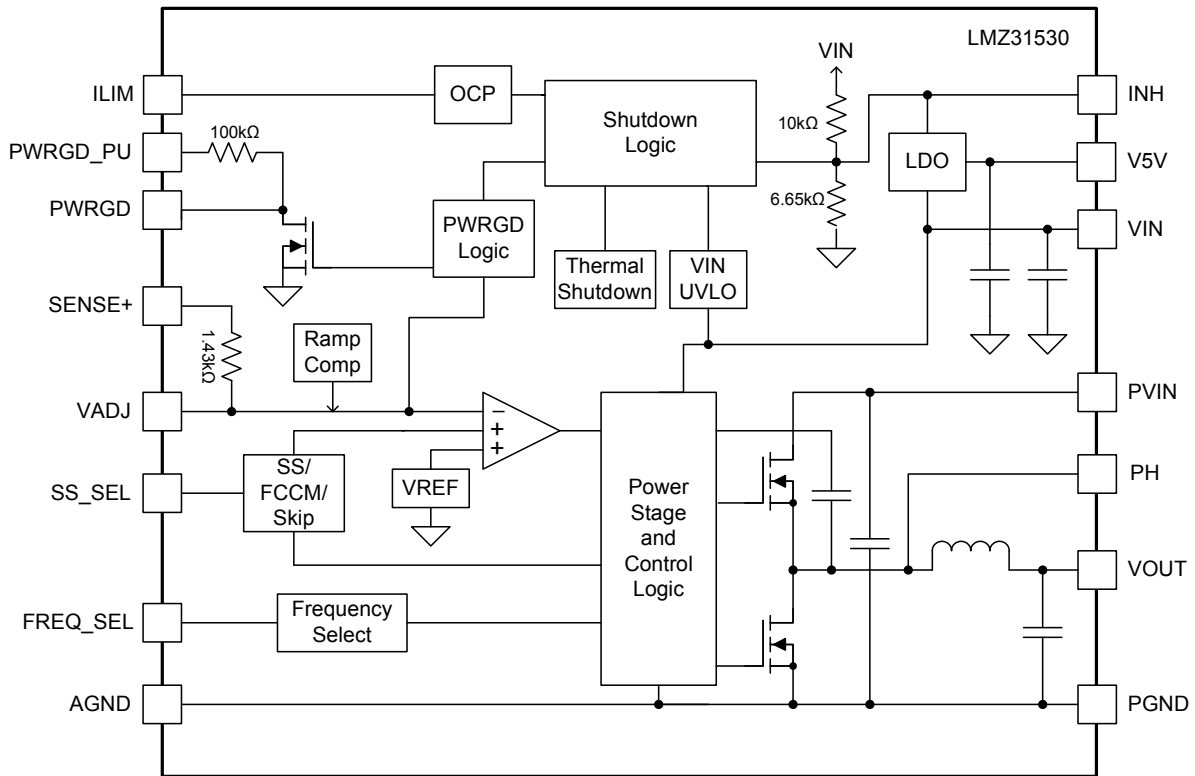 LMZ31530
VIN
ILIM
OCP
Shutdown
Logic
10kΩ
INH
PWRGD_PU
100kΩ
LDO
V5V
PWRGD
PWRGD
Logic
6.65kΩ
VIN
Thermal
Shutdown
VIN
UVLO
SENSE+
1.43kΩ
Ramp
Comp
VADJ
−
+
+
PVIN
SS_SEL
SS/
FCCM/
Skip
VREF
Power
Stage
and
Control
Logic
PH
VOUT
FREQ_SEL
Frequency
Select
AGND
PGND